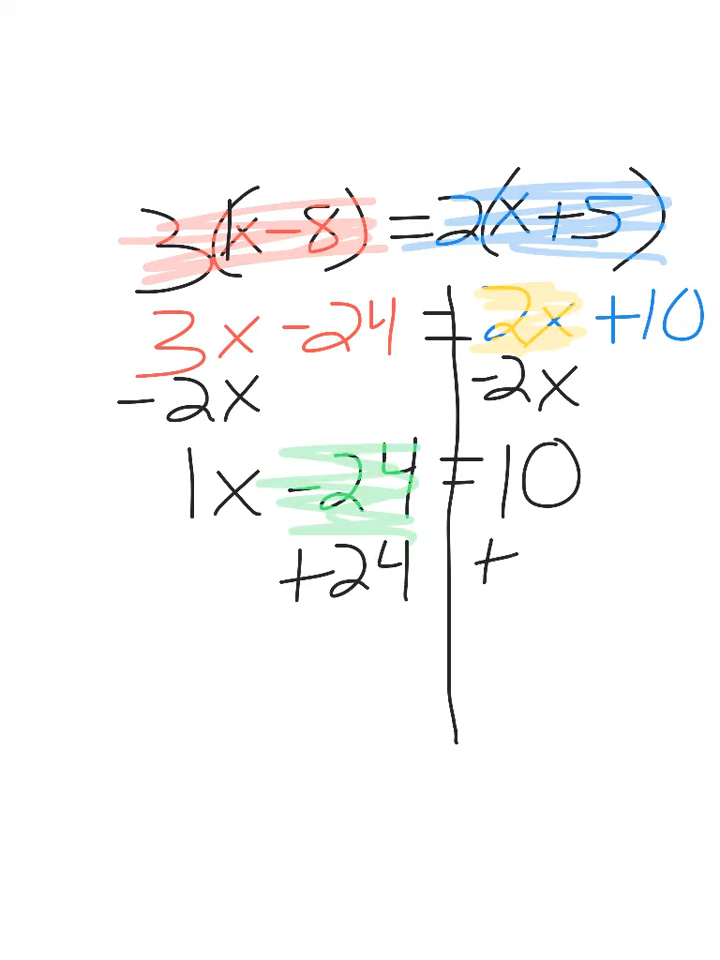 3(x-8) = 2(x+5)
3x -24 = 2x +10
-2x -2x
1x -24 = 10
+24 +